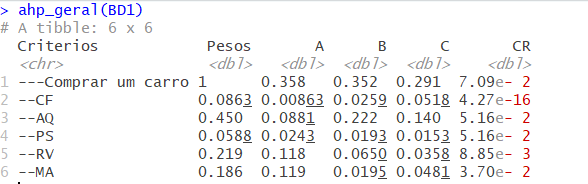 > ahp_geral(BD1)
# A tibble: 6 x 6
Criterios Pesos A B C CR
<chr> <dbl> <dbl> <dbl> <dbl> <dbl>
1 ---Comprar um carro 1 0.358 0.352 0.291 7.09e- 2
2 --CF 0.0863 0.00863 0.0259 0.0518 4.27e-16
3 --AQ 0.450 0.0881 0.222 0.140 5.16e- 2
4 --PS 0.0588 0.0243 0.0193 0.0153 5.16e- 2
5 --RV 0.219 0.118 0.0650 0.0358 8.85e- 3
6 --MA 0.186 0.119 0.0195 0.0481 3.70e- 2